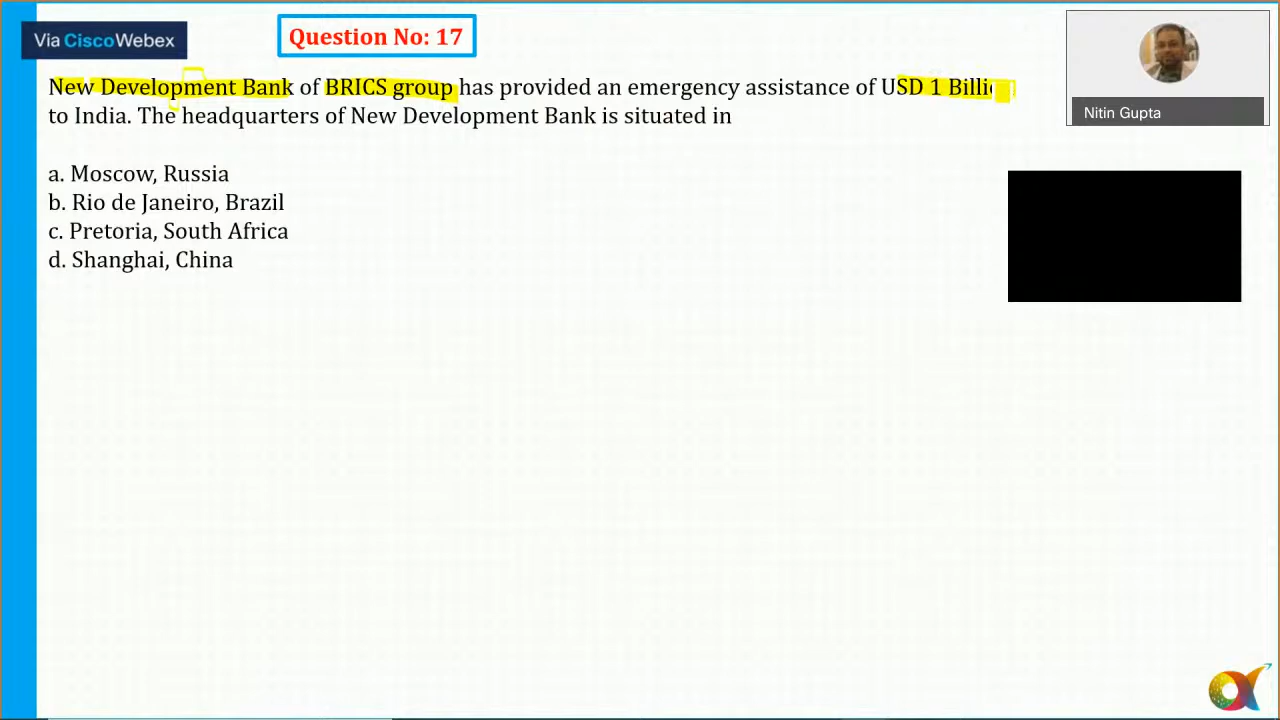 Via Cisco Webex
Question No: 17
New Development Bank of BRICS group has provided an emergency assistance of USD 1
to India. The headquarters of New Development Bank is situated in
a. Moscow, Russia
b. Rio de Janeiro, Brazil
c. Pretoria, South Africa
d. Shanghai, China
Nitin Gupta